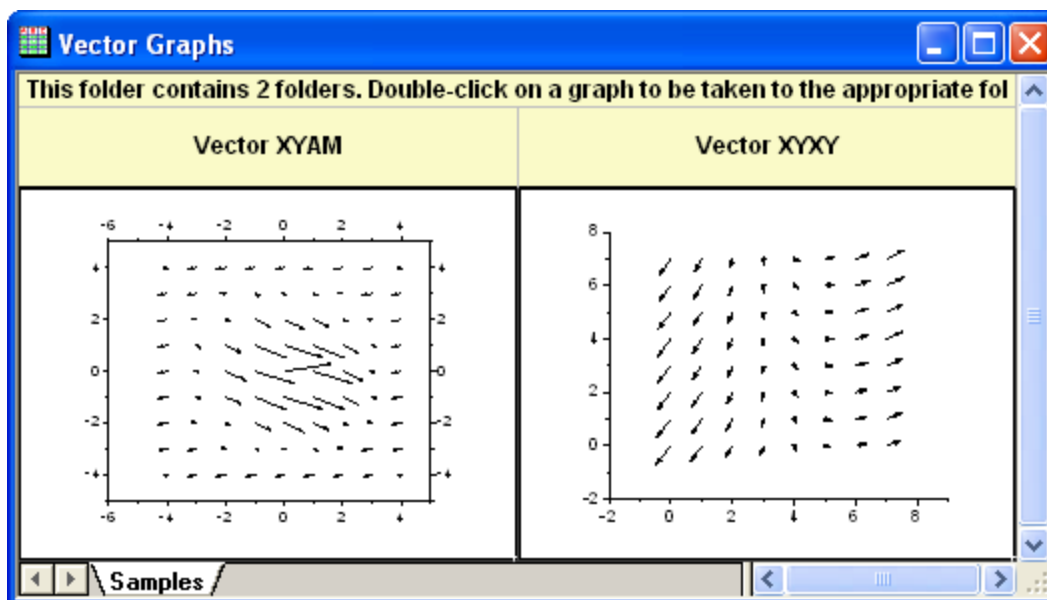 Vector Graphs
This folder contains 2 folders. Double-click on a graph to be taken to the appropriate fol
Vector XYAM
Vector XYXY
-6 -4 -2 0 2 4
4 4
2 2
0 0
-2 -2
-4 -4
-6 -4 -2 0 2 4
8
6
4
2
0
-2
-2 0 2 4 6 8
Samples